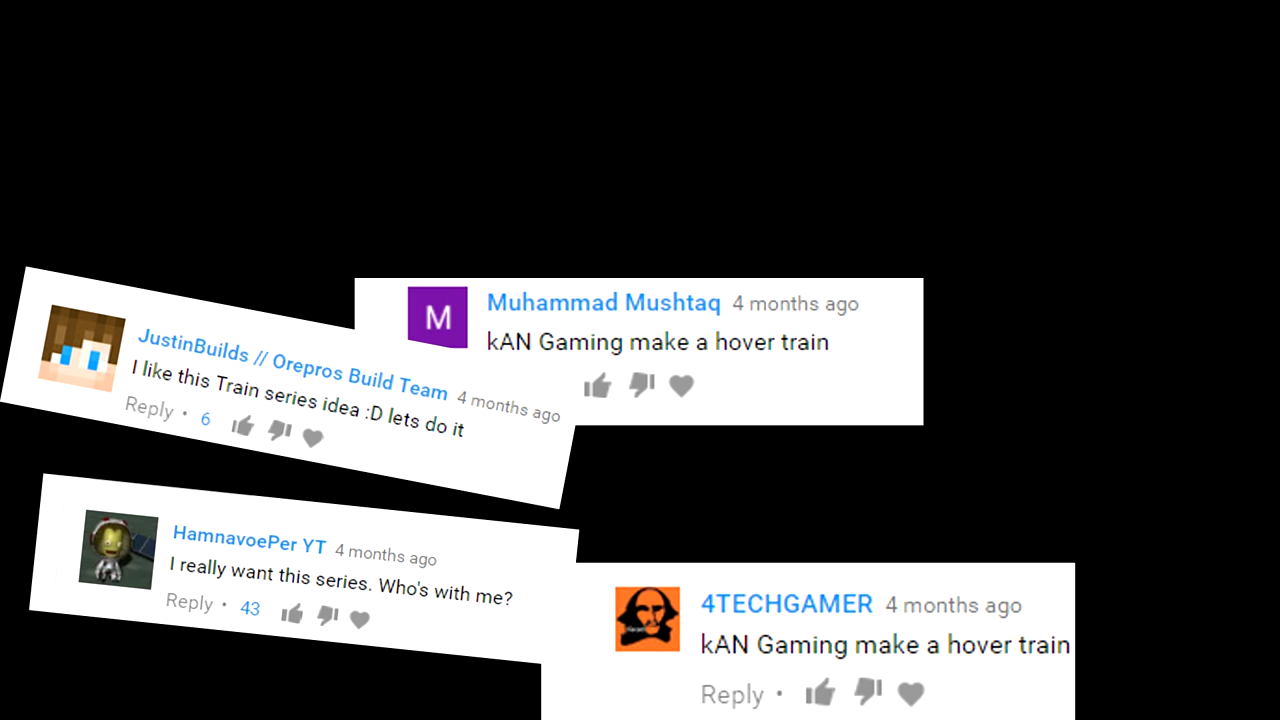 M
Muhammad Mushtaq 4 months ago
kAN Gaming make a hover train
JustinBuilds // Orepros Build Team 4 months ago
I like this Train series idea :D lets do it
Reply • 6
HamnavoePer YT 4 months ago
I really want this series. Who's with me?
Reply • 43
4TECHGAMER 4 months ago
kAN Gaming make a hover train
Reply •